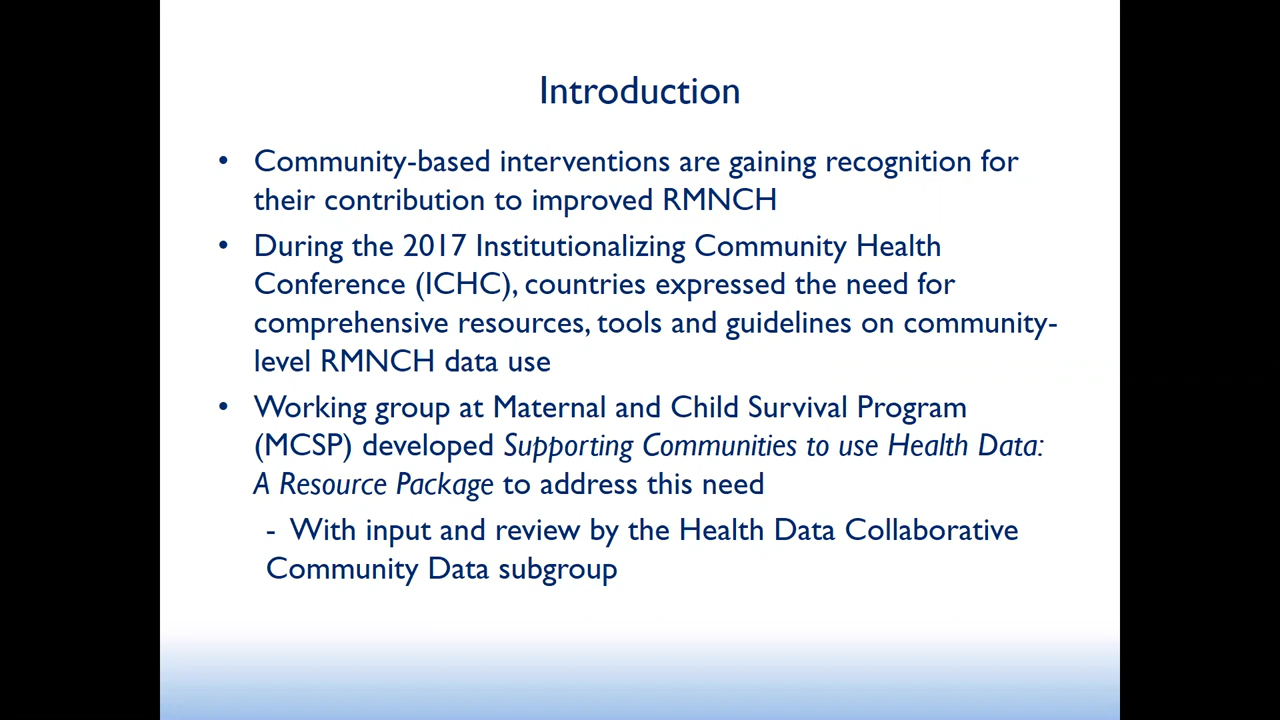 Introduction
• Community-based interventions are gaining recognition for
their contribution to improved RMNCH
• During the 2017 Institutionalizing Community Health
Conference (ICHC), countries expressed the need for
comprehensive resources, tools and guidelines on community-
level RMNCH data use
• Working group at Maternal and Child Survival Program
(MCSP) developed Supporting Communities to use Health Data:
A Resource Package to address this need
- With input and review by the Health Data Collaborative
Community Data subgroup